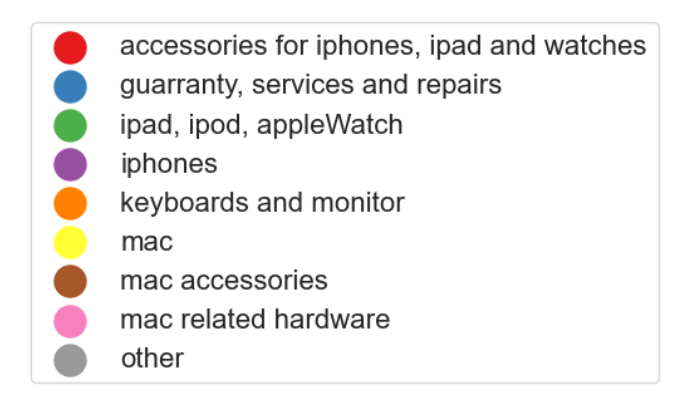 accessories for iphones, ipad and watches
guarranty, services and repairs
ipad, ipod, appleWatch
iphones
keyboards and monitor
mac
mac accessories
mac related hardware
other